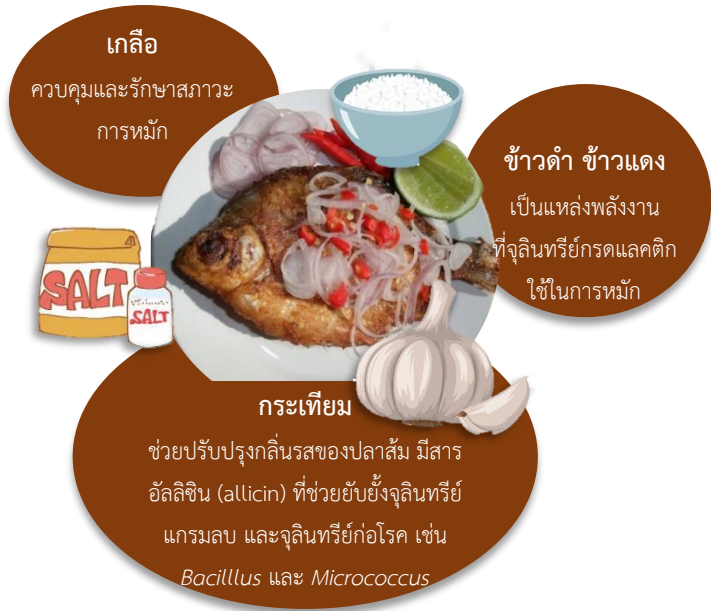 เกลือ
ควบคุมและรักษาสภาวะ
การหมัก
ข้าวดำ ข้าวแดง
เป็นแหล่งพลังงาน
ที่จุลินทรีย์กรดแลคติก
ใช้ในการหมัก
SALT
SALT
กระเทียม
ช่วยปรับปรุงกลิ่นรสของปลาส้ม มีสาร
อัลลิซิน (allicin) ที่ช่วยยับยั้งจุลินทรีย์
แกรมลบ และจุลินทรีย์ก่อโรค เช่น
Bacilllus และ Micrococcus